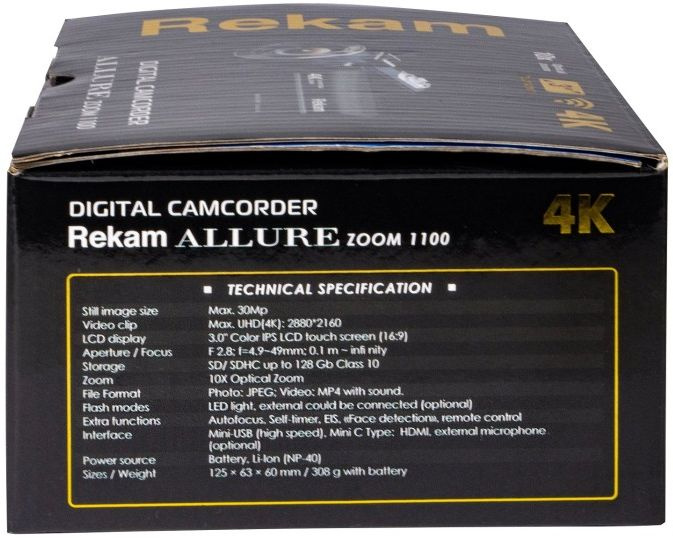 Rekam
DIGITAL CAMCORDER
ALLURE ZOOM 1100
4K
DIGITAL CAMCORDER
4K
Rekam ALLURE ZOOM 1100
▪ TECHNICAL SPECIFICATION ▪
Still image size Max. 30Mp
Video clip Max. UHD(4K): 2880*2160
LCD display 3.0" Color IPS LCD touch screen (16:9)
Aperture / Focus F 2.8; f=4.9~49mm; 0.1 m ~ infi nity
Storage SD/ SDHC up to 128 Gb Class 10
Zoom 10X Optical Zoom
File Format Photo: JPEG; Video: MP4 with sound.
Flash modes LED light, external could be connected (optional)
Extra functions Autofocus, Self-timer, EIS, «Face detection», remote control
Interface Mini-USB (high speed), Mini C Type: HDMI, external microphone
(optional)
Power source Battery, Li-Ion (NP-40)
Sizes / Weight 125 × 63 × 60 mm / 308 g with battery